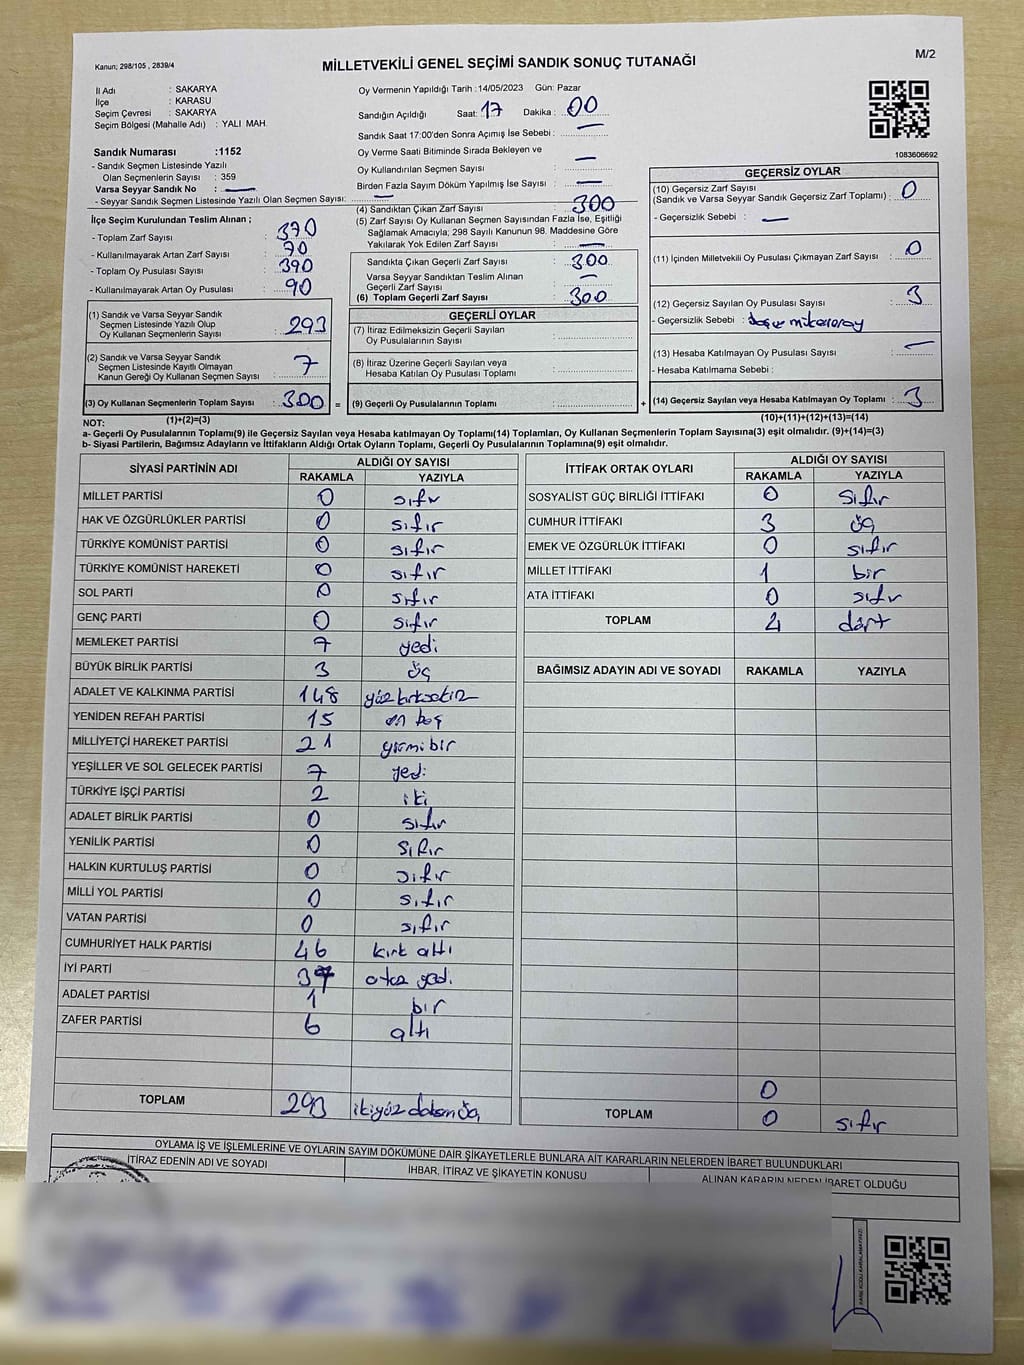 M/2
Kanun; 298/105 , 2839/4
MİLLETVEKİLİ GENEL SEÇİMİ SANDIK SONUÇ TUTANAĞI
İl Adı : SAKARYA
İlçe : KARASU
Seçim Çevresi : SAKARYA
Seçim Bölgesi (Mahalle Adı) : YALI MAH.
Sandık Numarası :1152
- Sandık Seçmen Listesinde Yazılı
Olan Seçmenlerin Sayısı : 359
Varsa Seyyar Sandık No : —
- Seyyar Sandık Seçmen Listesinde Yazılı Olan Seçmen Sayısı: —
Oy Vermenin Yapıldığı Tarih :14/05/2023 Gün: Pazar
Sandığın Açıldığı Saat: 17 Dakika : 00
Sandık Saat 17:00'den Sonra Açımış İse Sebebi : —
Oy Verme Saati Bitiminde Sırada Bekleyen ve
Oy Kullandırılan Seçmen Sayısı —
Birden Fazla Sayım Döküm Yapılmış İse Sayısı —
1083606692
İlçe Seçim Kurulundan Teslim Alınan ;
- Toplam Zarf Sayısı : 370
- Kullanılmayarak Artan Zarf Sayısı : 70
- Toplam Oy Pusulası Sayısı : 390
- Kullanılmayarak Artan Oy Pusulası : 90
(4) Sandıktan Çıkan Zarf Sayısı : 300
(5) Zarf Sayısı Oy Kullanan Seçmen Sayısından Fazla İse, Eşitliği
Sağlamak Amacıyla; 298 Sayılı Kanunun 98. Maddesine Göre
Yakılarak Yok Edilen Zarf Sayısı : —
Sandıkta Çıkan Geçerli Zarf Sayısı : 300
Varsa Seyyar Sandıktan Teslim Alınan
Geçerli Zarf Sayısı : —
(6) Toplam Geçerli Zarf Sayısı : 300
GEÇERSİZ OYLAR
(10) Geçersiz Zarf Sayısı
(Sandık ve Varsa Seyyar Sandık Geçersiz Zarf Toplamı) : 0
- Geçersizlik Sebebi : —
(11) İçinden Milletvekili Oy Pusulası Çıkmayan Zarf Sayısı : 0
(12) Geçersiz Sayılan Oy Pusulası Sayısı : 3
- Geçersizlik Sebebi :
(13) Hesaba Katılmayan Oy Pusulası Sayısı : —
- Hesaba Katılmama Sebebi :
(14) Geçersiz Sayılan veya Hesaba Katılmayan Oy Toplamı : 3
(10)+(11)+(12)+(13)=(14)
(1) Sandık ve Varsa Seyyar Sandık
Seçmen Listesinde Yazılı Olup
Oy Kullanan Seçmenlerin Sayısı : 293
(2) Sandık ve Varsa Seyyar Sandık
Seçmen Listesinde Kayıtlı Olmayan
Kanun Gereği Oy Kullanan Seçmen Sayısı : 7
(3) Oy Kullanan Seçmenlerin Toplam Sayısı : 300 =
(1)+(2)=(3)
GEÇERLİ OYLAR
(7) İtiraz Edilmeksizin Geçerli Sayılan
Oy Pusulalarının Sayısı :
(8) İtiraz Üzerine Geçerli Sayılan veya
Hesaba Katılan Oy Pusulası Toplamı :
(9) Geçerli Oy Pusulalarının Toplamı : +
NOT:
a- Geçerli Oy Pusulalarının Toplamı(9) ile Geçersiz Sayılan veya Hesaba katılmayan Oy Toplamı(14) Toplamları, Oy Kullanan Seçmenlerin Toplam Sayısına(3) eşit olmalıdır. (9)+(14)=(3)
b- Siyasi Partilerin, Bağımsız Adayların ve İttifakların Aldığı Ortak Oyların Toplamı, Geçerli Oy Pusulalarının Toplamına(9) eşit olmalıdır.
SİYASİ PARTİNİN ADI ALDIĞI OY SAYISI
RAKAMLA YAZIYLA
MİLLET PARTİSİ 0 sıfır
HAK VE ÖZGÜRLÜKLER PARTİSİ 0 sıfır
TÜRKİYE KOMÜNİST PARTİSİ 0 sıfır
TÜRKİYE KOMÜNİST HAREKETİ 0 sıfır
SOL PARTİ 0 sıfır
GENÇ PARTİ 0 sıfır
MEMLEKET PARTİSİ 7 yedi
BÜYÜK BİRLİK PARTİSİ 3 üç
ADALET VE KALKINMA PARTİSİ 148 yüz kırksekiz
YENİDEN REFAH PARTİSİ 15 on beş
MİLLİYETÇİ HAREKET PARTİSİ 21 yirmi bir
YEŞİLLER VE SOL GELECEK PARTİSİ 7 yedi
TÜRKİYE İŞÇİ PARTİSİ 2 iki
ADALET BİRLİK PARTİSİ 0 sıfır
YENİLİK PARTİSİ 0 sıfır
HALKIN KURTULUŞ PARTİSİ 0 sıfır
MİLLİ YOL PARTİSİ 0 sıfır
VATAN PARTİSİ 0 sıfır
CUMHURİYET HALK PARTİSİ 46 kırk altı
İYİ PARTİ 37 otuz yedi
ADALET PARTİSİ 1 bir
ZAFER PARTİSİ 6 altı
TOPLAM 293 ikiyüz doksan üç
İTTİFAK ORTAK OYLARI ALDIĞI OY SAYISI
RAKAMLA YAZIYLA
SOSYALİST GÜÇ BİRLİĞİ İTTİFAKI 0 sıfır
CUMHUR İTTİFAKI 3 üç
EMEK VE ÖZGÜRLÜK İTTİFAKI 0 sıfır
MİLLET İTTİFAKI 1 bir
ATA İTTİFAKI 0 sıfır
TOPLAM 4 dört
BAĞIMSIZ ADAYIN ADI VE SOYADI RAKAMLA YAZIYLA
0
TOPLAM 0 sıfır
OYLAMA İŞ VE İŞLEMLERİNE VE OYLARIN SAYIM DÖKÜMÜNE DAİR ŞİKAYETLERLE BUNLARA AİT KARARLARIN NELERDEN İBARET BULUNDUKLARI
İTİRAZ EDENİN ADI VE SOYADI İHBAR, İTİRAZ VE ŞİKAYETİN KONUSU ALINAN KARARIN NEDEN İBARET OLDUĞU